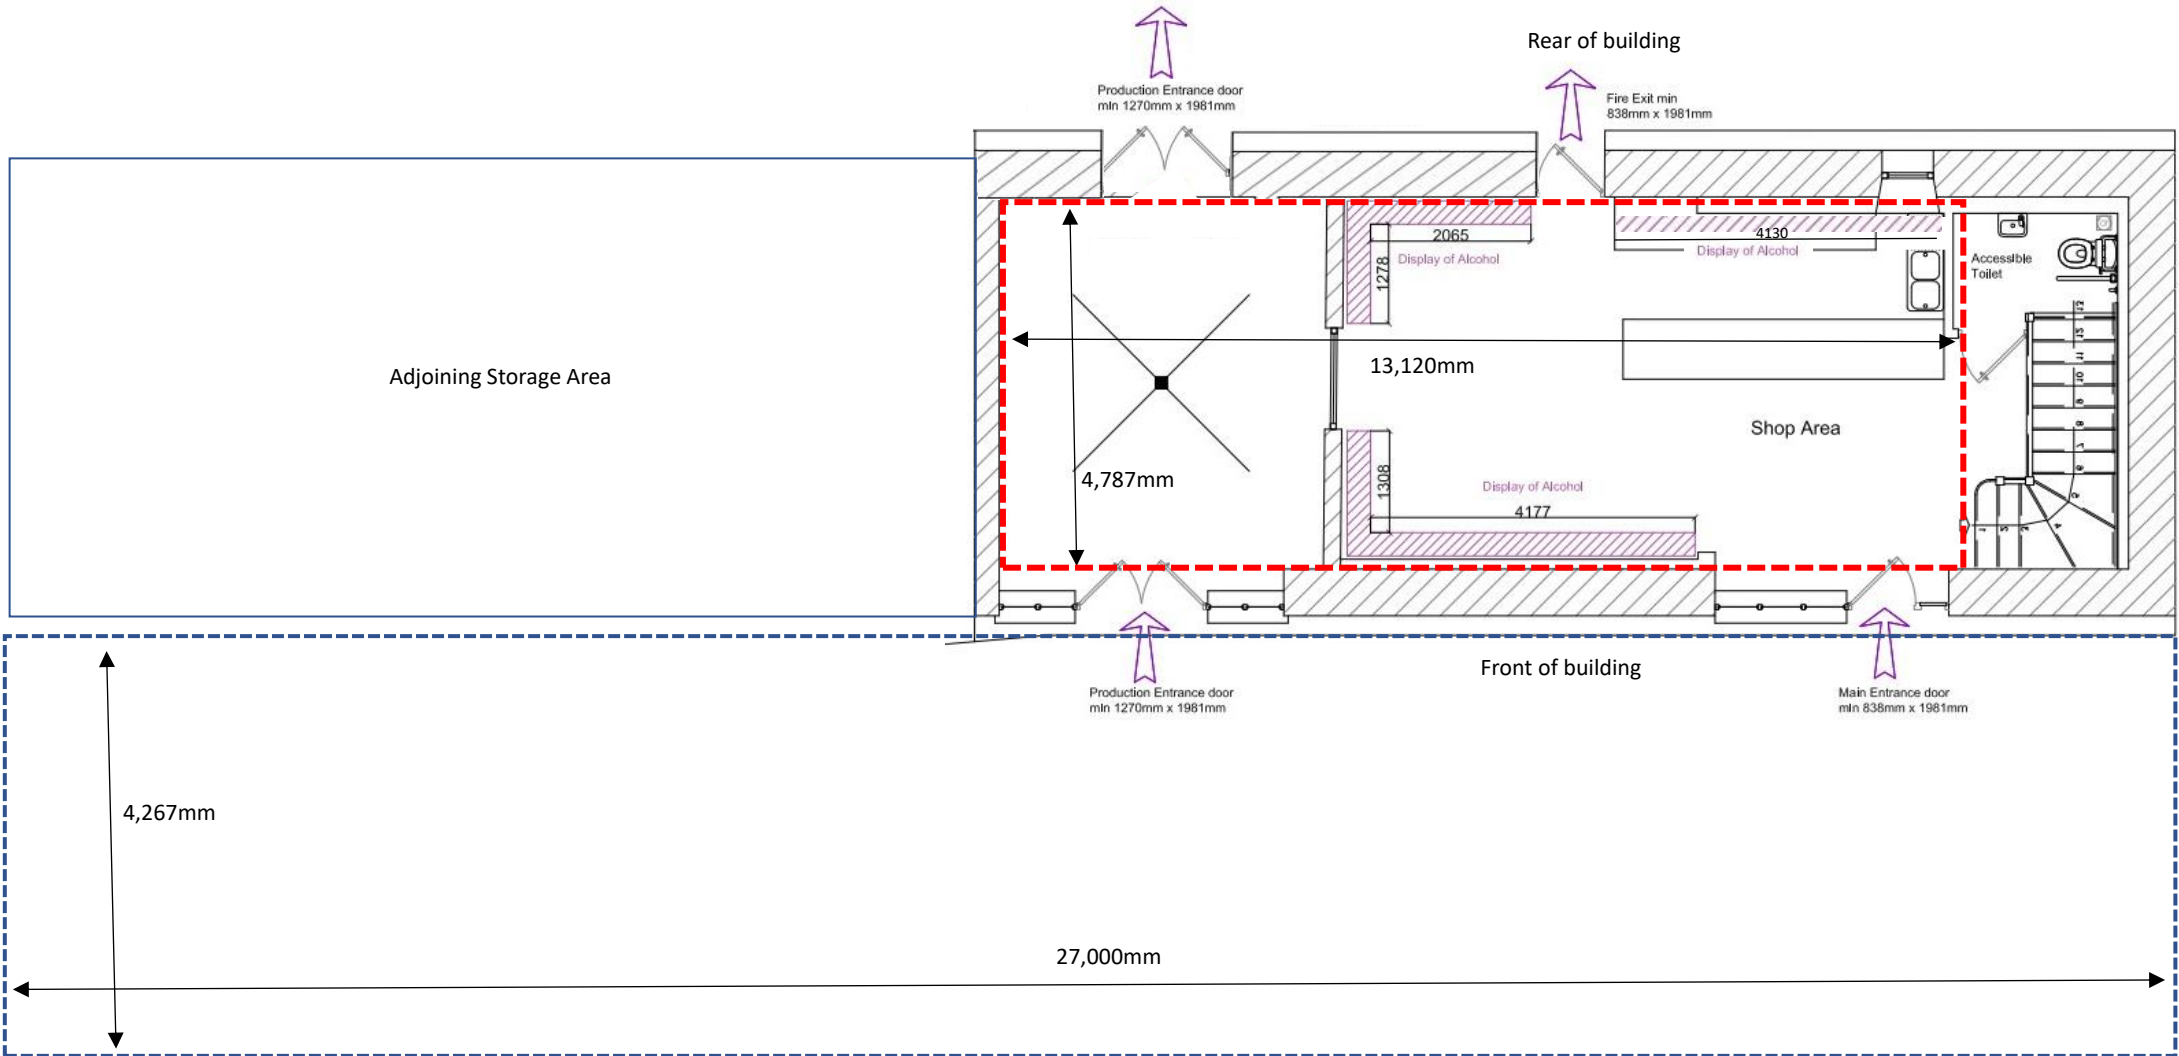 Rear of building
Production Entrance door
min 1270mm x 1981mm
Fire Exit min
838mm x 1981mm
2065
Display of Alcohol
1278
4130
Display of Alcohol
Accessible
Toilet
Adjoining Storage Area
13,120mm
4,787mm
Shop Area
Display of Alcohol
1308
4177
Front of building
Production Entrance door
min 1270mm x 1981mm
Main Entrance door
min 838mm x 1981mm
4,267mm
27,000mm